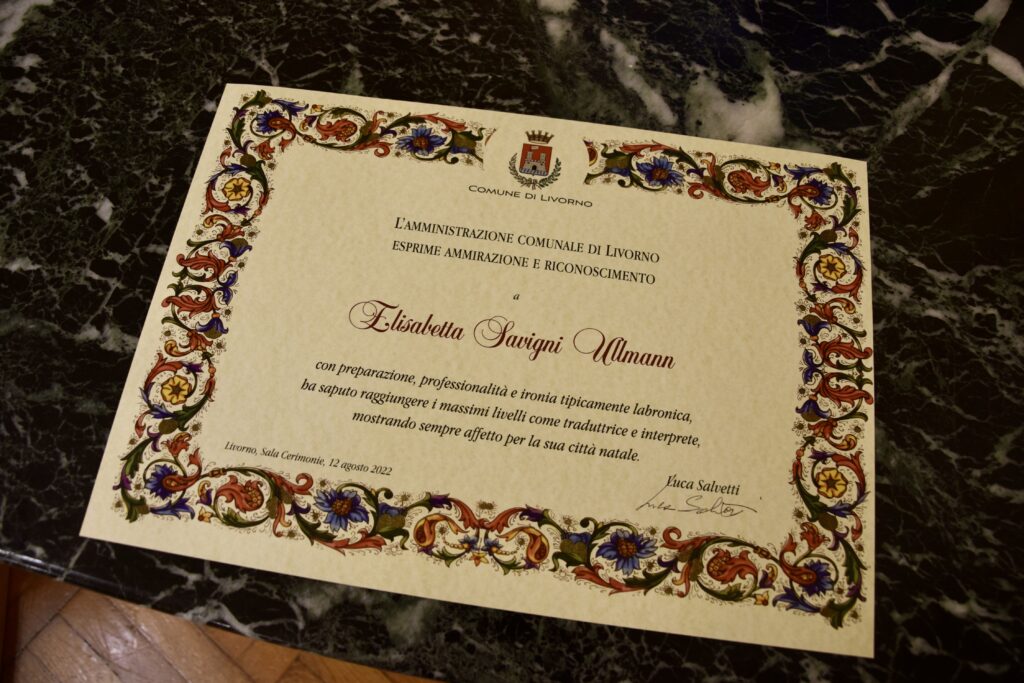 COMUNE DI LIVORNO
L'AMMINISTRAZIONE COMUNALE DI LIVORNO
ESPRIME AMMIRAZIONE E RICONOSCIMENTO
a
Elisabetta Savigni Ullmann
con preparazione, professionalità e ironia tipicamente labronica,
ha saputo raggiungere i massimi livelli come traduttrice e interprete,
mostrando sempre affetto per la sua città natale.
Livorno, Sala Cerimonie, 12 agosto 2022
Luca Salvetti
Luca Salvetti